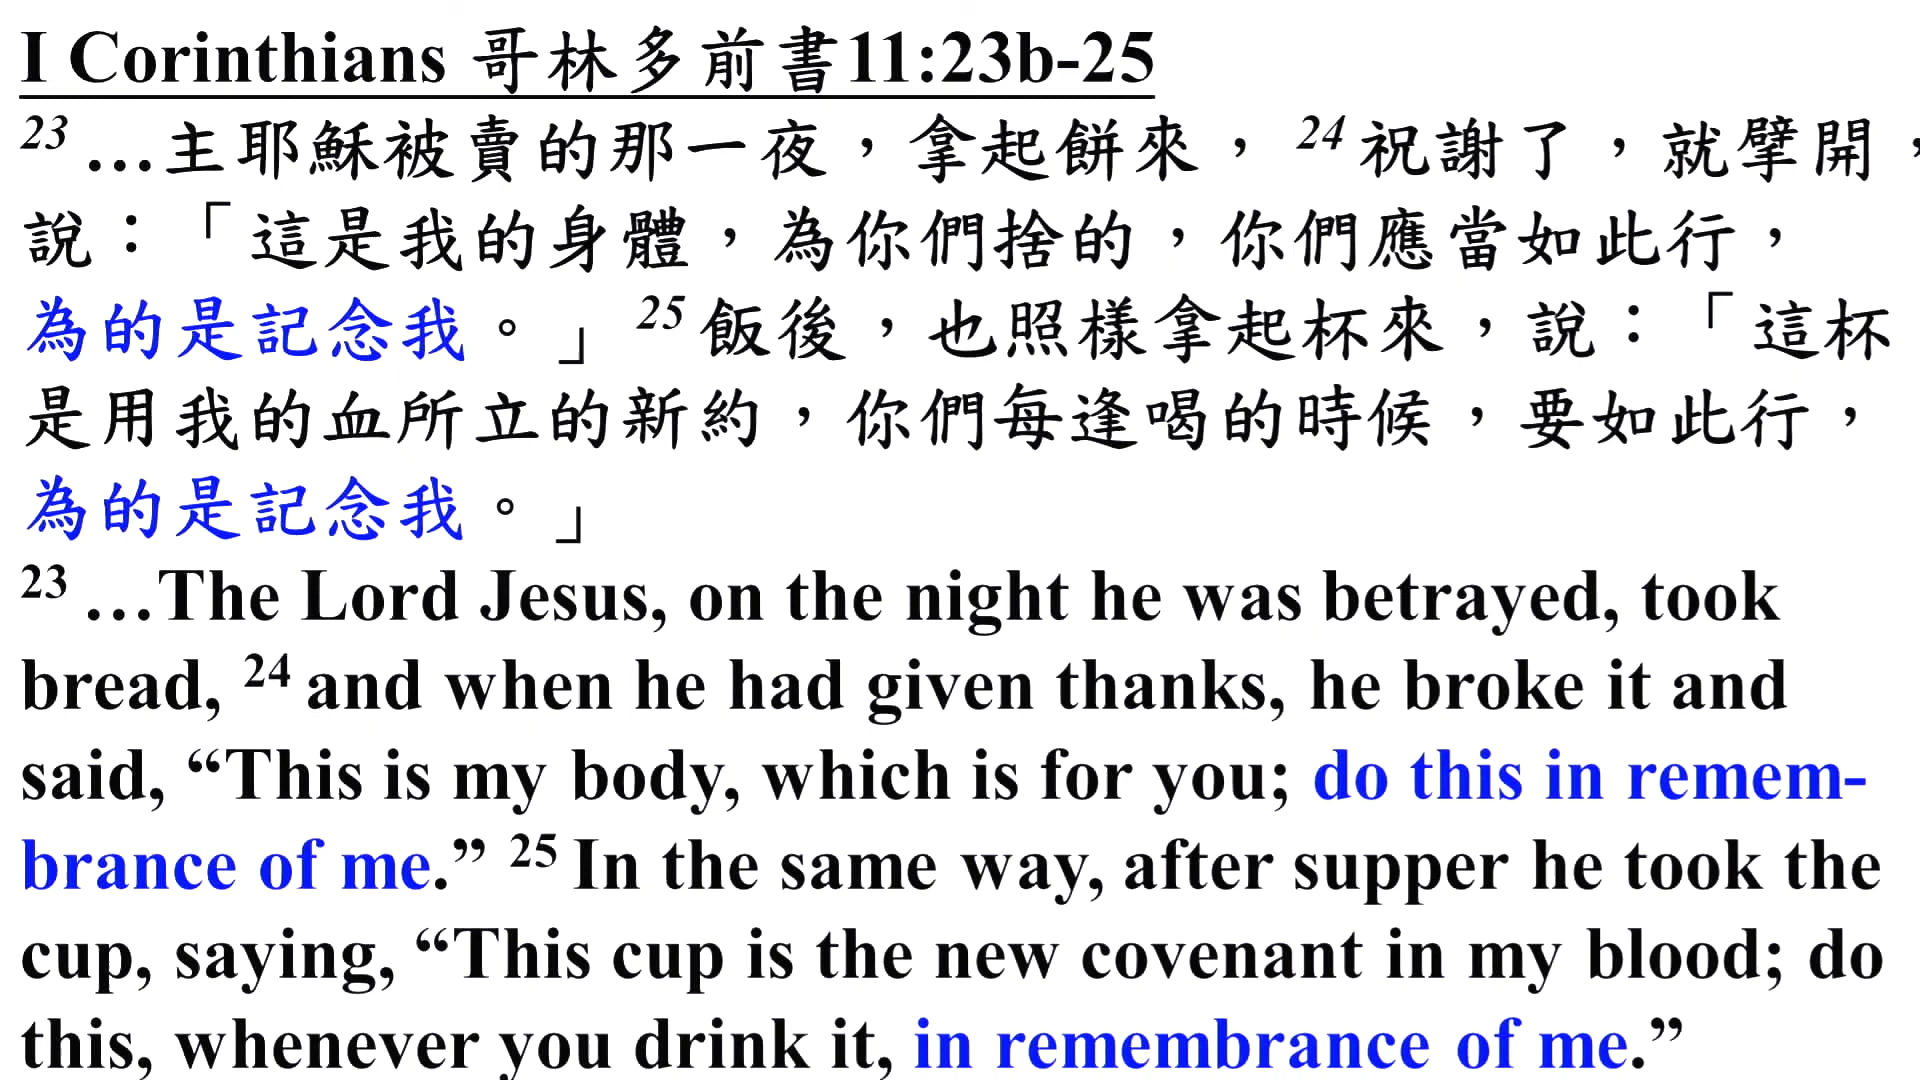 I Corinthians 哥林多前書11:23b-25
23 …主耶穌被賣的那一夜，拿起餅來，24 祝謝了，就擘開，
說：「這是我的身體，為你們捨的，你們應當如此行，
為的是記念我。」25 飯後，也照樣拿起杯來，說：「這杯
是用我的血所立的新約，你們每逢喝的時候，要如此行，
為的是記念我。」
23 …The Lord Jesus, on the night he was betrayed, took
bread, 24 and when he had given thanks, he broke it and
said, “This is my body, which is for you; do this in remem-
brance of me.” 25 In the same way, after supper he took the
cup, saying, “This cup is the new covenant in my blood; do
this, whenever you drink it, in remembrance of me.”